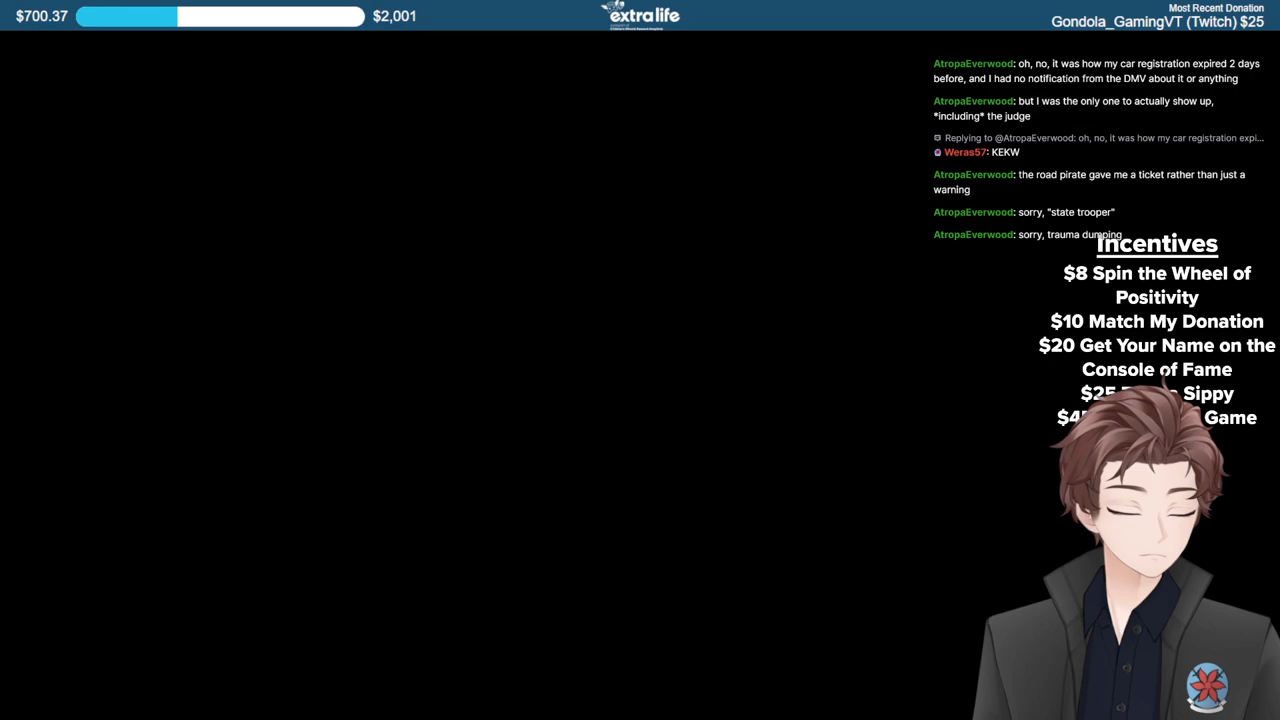 $700.37
$2,001
extralife
Most Recent Donation
Gondola_GamingVT (Twitch) $25
AtropaEverwood: oh, no, it was how my car registration expired 2 days
before, and I had no notification from the DMV about it or anything
AtropaEverwood: but I was the only one to actually show up,
*including* the judge
Replying to @AtropaEverwood: oh, no, it was how my car registration expi...
Weras57: KEKW
AtropaEverwood: the road pirate gave me a ticket rather than just a
warning
AtropaEverwood: sorry, "state trooper"
AtropaEverwood: sorry, trauma dumping
Incentives
$8 Spin the Wheel of
Positivity
$10 Match My Donation
$20 Get Your Name on the
Console of Fame
Sippy
Game